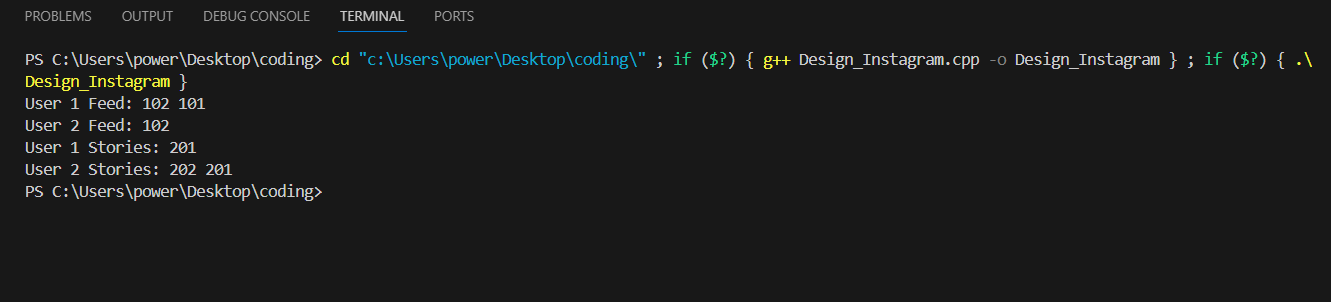 PROBLEMS OUTPUT DEBUG CONSOLE TERMINAL PORTS
PS C:\Users\power\Desktop\coding> cd "c:\Users\power\Desktop\coding\" ; if ($?) { g++ Design_Instagram.cpp -o Design_Instagram } ; if ($?) { .\
Design_Instagram }
User 1 Feed: 102 101
User 2 Feed: 102
User 1 Stories: 201
User 2 Stories: 202 201
PS C:\Users\power\Desktop\coding>